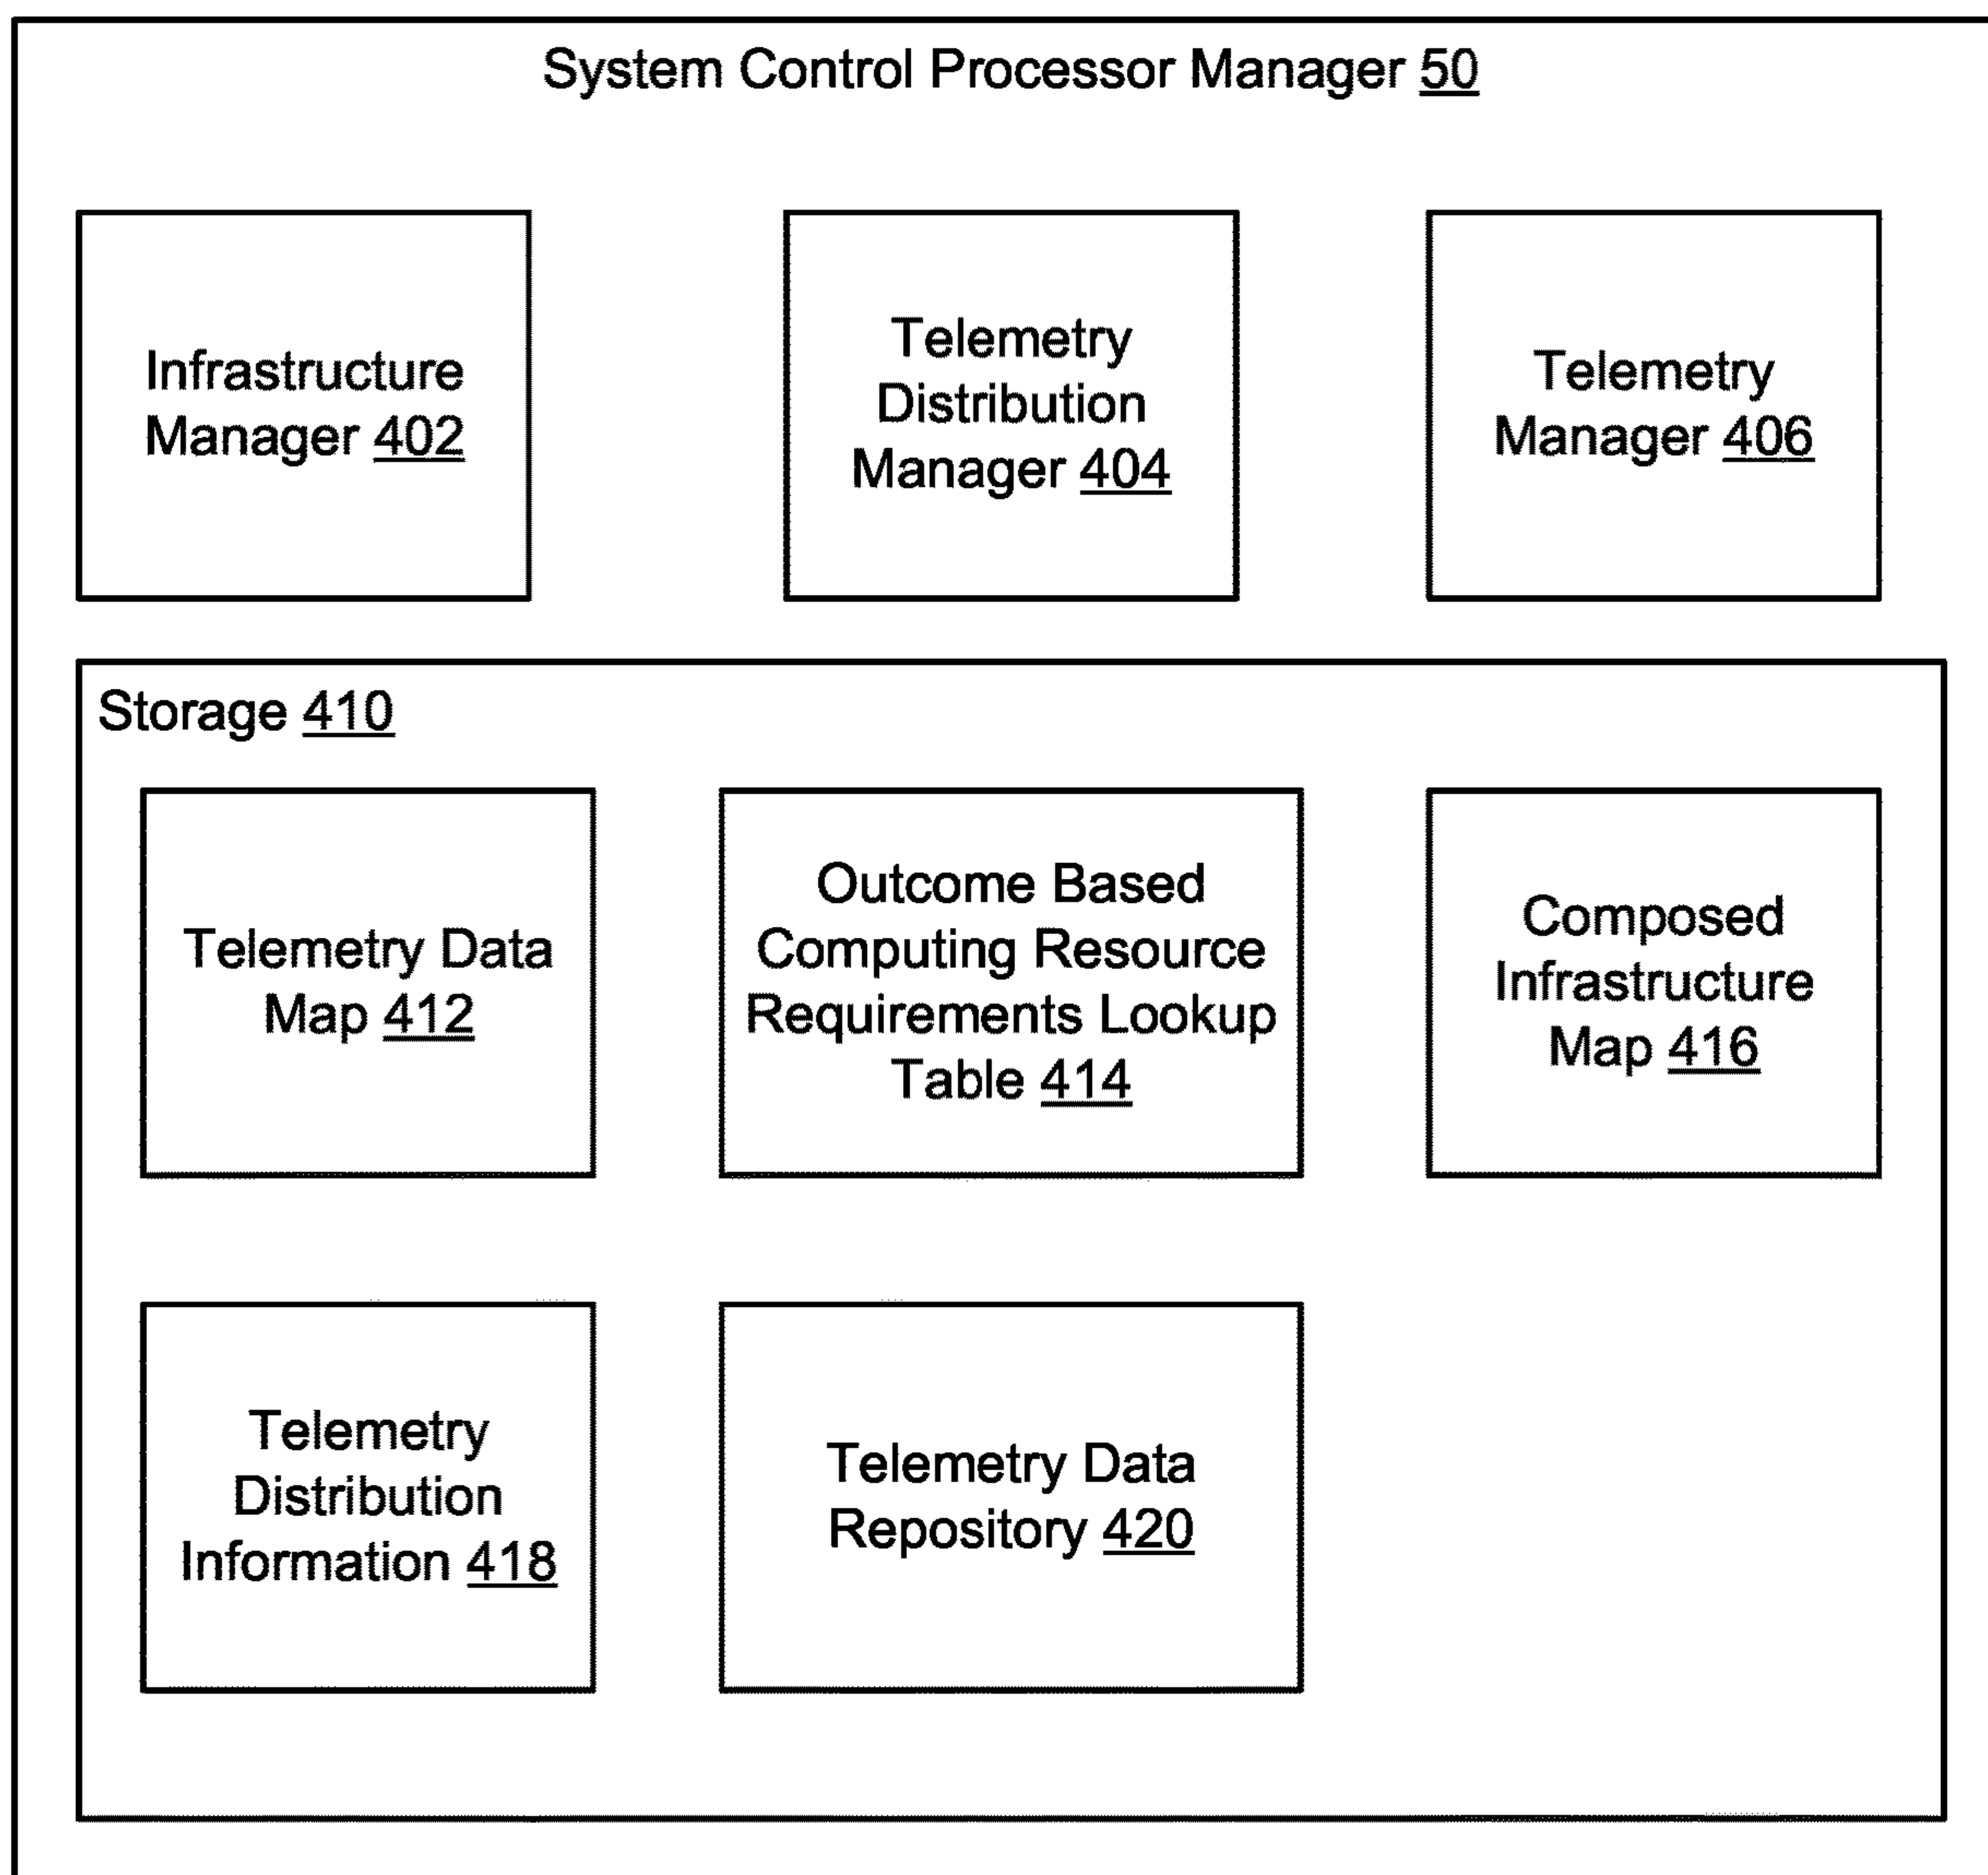 System Control Processor Manager 50
Infrastructure
Manager 402
Telemetry
Distribution
Manager 404
Telemetry
Manager 406
Storage 410
Telemetry Data
Map 412
Outcome Based
Computing Resource
Requirements Lookup
Table 414
Composed
Infrastructure
Map 416
Telemetry
Distribution
Information 418
Telemetry Data
Repository 420